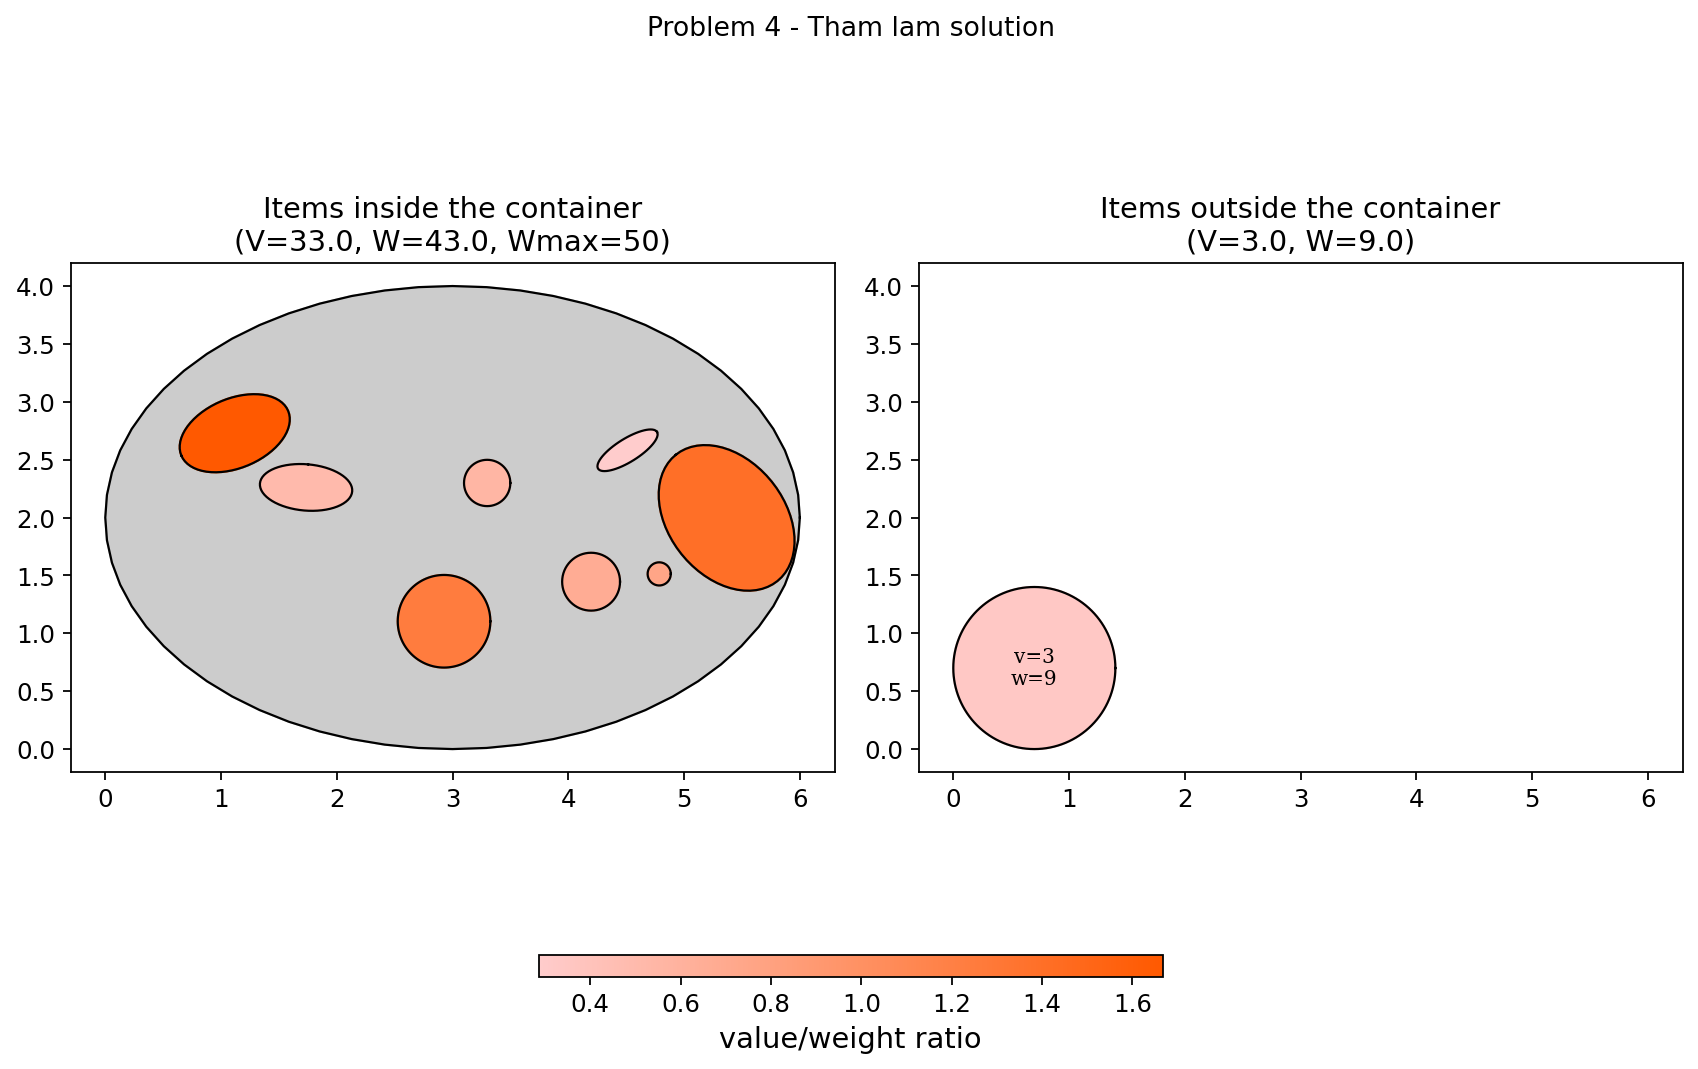 Problem 4 - Tham lam solution
Items inside the container
(V=33.0, W=43.0, Wmax=50)
4.0
3.5
3.0
2.5
2.0
1.5
1.0
0.5
0.0
0 1 2 3 4 5 6
Items outside the container
(V=3.0, W=9.0)
4.0
3.5
3.0
2.5
2.0
1.5
1.0
0.5
0.0
v=3
w=9
0 1 2 3 4 5 6
0.4 0.6 0.8 1.0 1.2 1.4 1.6
value/weight ratio